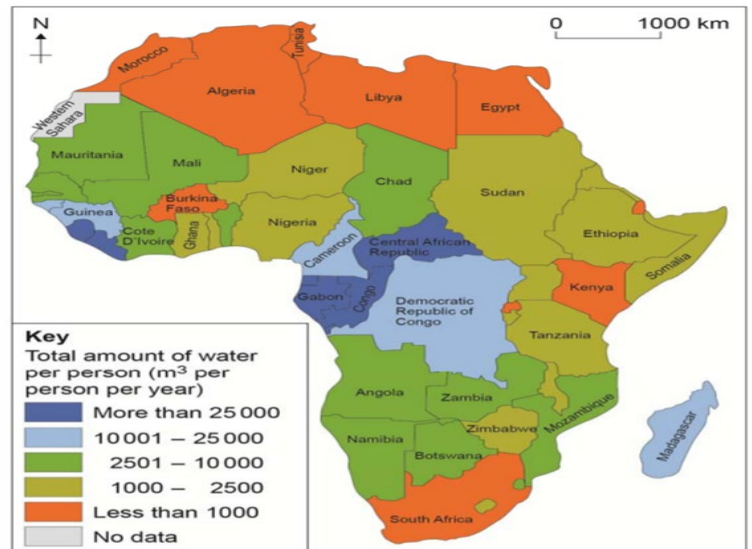 N
0 1000 km
Morocco
Tunisia
Algeria
Libya
Egypt
Western
Sahara
Mauritania
Mali
Niger
Chad
Sudan
Burkina
Faso
Guinea
Cote
D'Ivoire
Ghana
Nigeria
Cameroon
Central African
Republic
Ethiopia
Somalia
Gabon
Congo
Democratic
Republic of
Congo
Kenya
Tanzania
Angola
Zambia
Mozambique
Zimbabwe
Namibia
Botswana
Madagascar
South Africa
Key
Total amount of water
per person (m³ per
person per year)
More than 25 000
10 001 – 25 000
2501 – 10 000
1000 – 2500
Less than 1000
No data